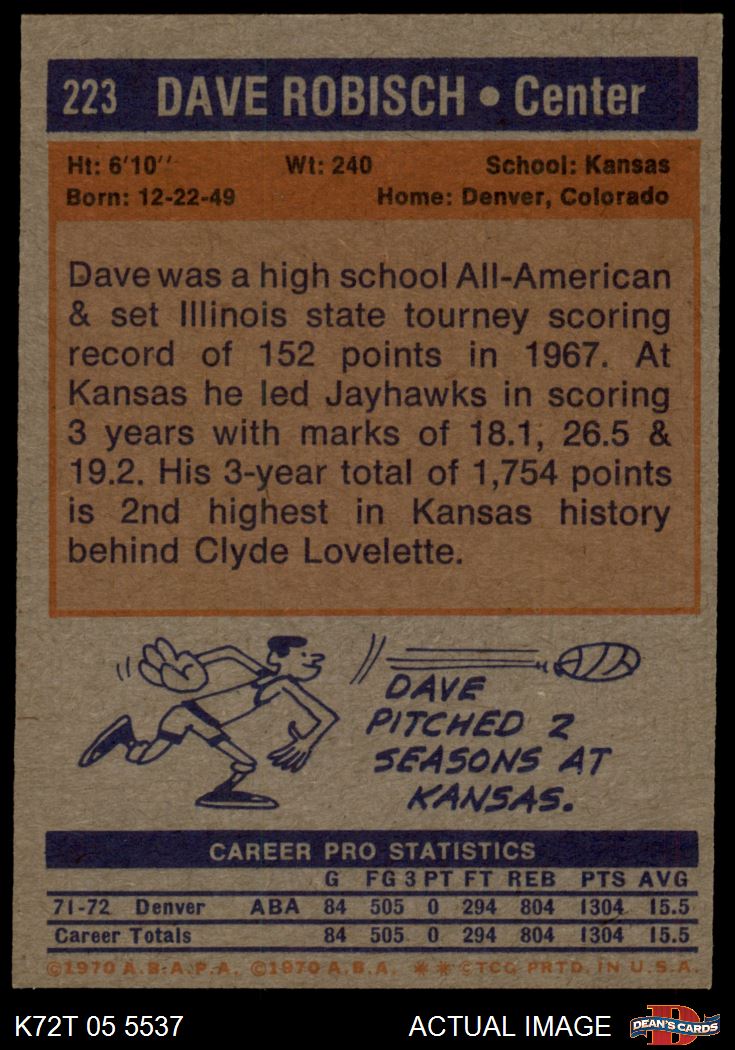 223 DAVE ROBISCH • Center
Ht: 6'10'' Wt: 240 School: Kansas
Born: 12-22-49 Home: Denver, Colorado
Dave was a high school All-American
& set Illinois state tourney scoring
record of 152 points in 1967. At
Kansas he led Jayhawks in scoring
3 years with marks of 18.1, 26.5 &
19.2. His 3-year total of 1,754 points
is 2nd highest in Kansas history
behind Clyde Lovelette.
DAVE
PITCHED 2
SEASONS AT
KANSAS.
CAREER PRO STATISTICS
G FG 3 PT FT REB PTS AVG
71-72 Denver ABA 84 505 0 294 804 1304 15.5
Career Totals 84 505 0 294 804 1304 15.5
©1970 A.B.A.P.A. ©1970 A.B.A. ** ©TCG PRTD. IN U.S.A.
K72T 05 5537 ACTUAL IMAGE DEAN'S CARDS